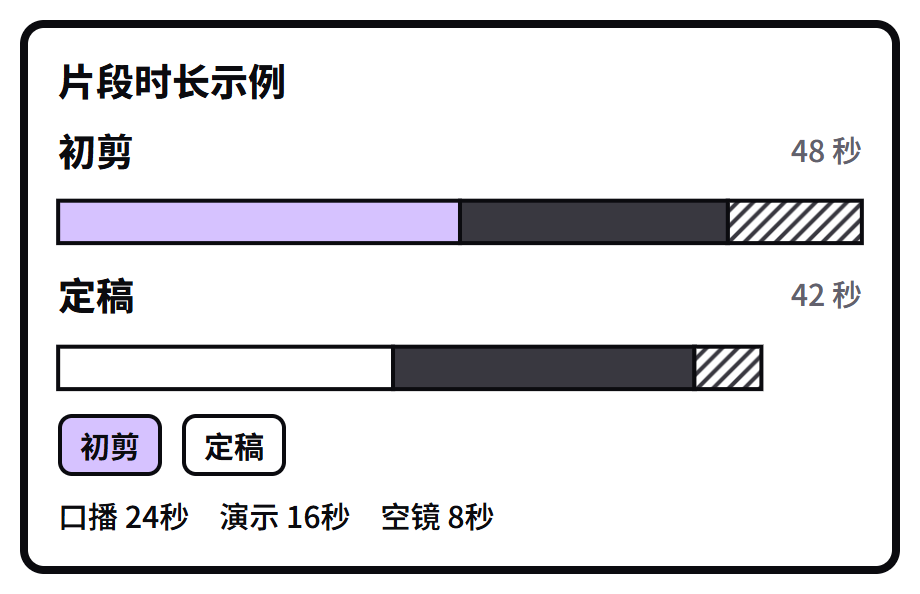 片段时长示例
初剪 48 秒
定稿 42 秒
初剪 定稿
口播 24秒 演示 16秒 空镜 8秒